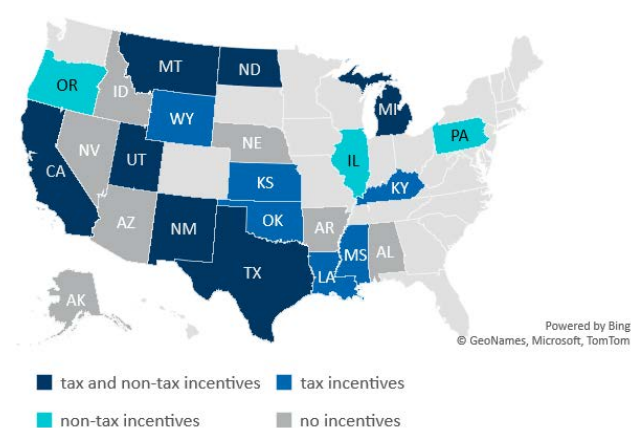 MT
ND
OR
ID
MI
WY
PA
NE
IL
NV
UT
CA
KS
KY
OK
AZ
NM
AR
MS
AL
TX
LA
AK
Powered by Bing
© GeoNames, Microsoft, TomTom
tax and non-tax incentives
tax incentives
non-tax incentives
no incentives